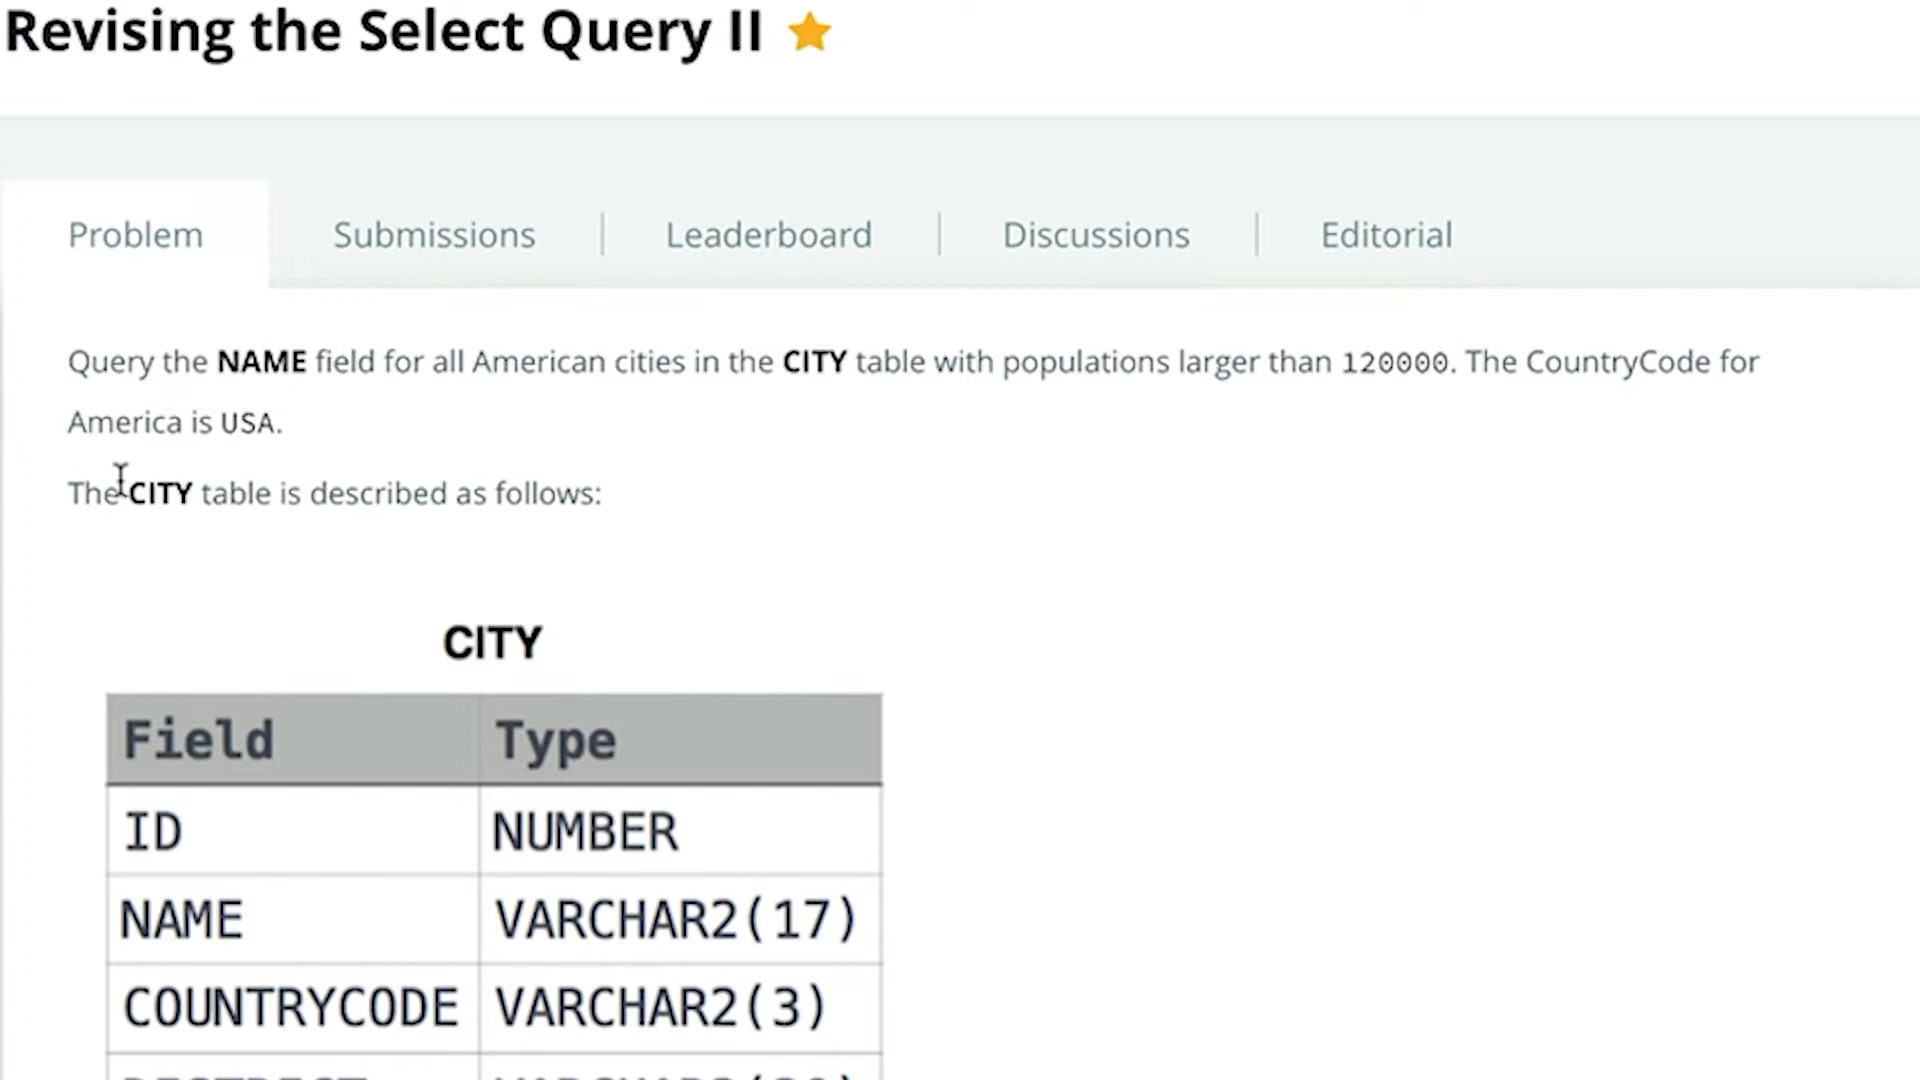 Revising the Select Query II
Problem
Submissions
Leaderboard
Discussions
Editorial
Query the NAME field for all American cities in the CITY table with populations larger than 120000. The CountryCode for
America is USA.
The CITY table is described as follows:
CITY
Field Type
ID NUMBER
NAME VARCHAR2(17)
COUNTRYCODE VARCHAR2(3)